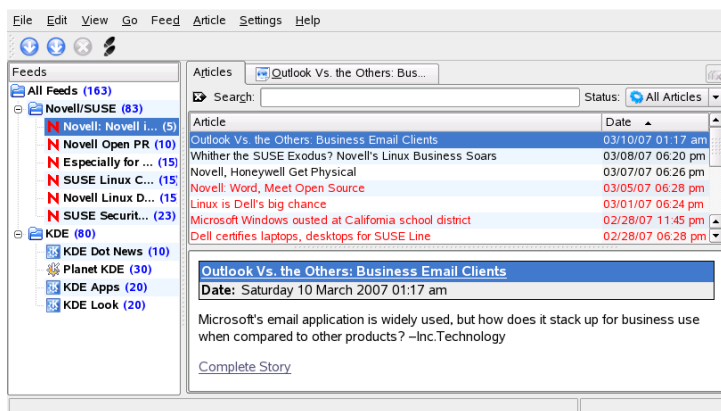 File Edit View Go Feed Article Settings Help
Feeds
All Feeds (163)
Novell/SUSE (83)
Novell: Novell i... (5)
Novell Open PR (10)
Especially for ... (15)
SUSE Linux C... (15)
Novell Linux D... (15
SUSE Securit... (23)
KDE (80)
KDE Dot News (10)
Planet KDE (30)
KDE Apps (20)
KDE Look (20)
Articles Outlook Vs. the Others: Bus...
Search: Status: All Articles
Article Date
Outlook Vs. the Others: Business Email Clients 03/10/07 01:17 am
Whither the SUSE Exodus? Novell's Linux Business Soars 03/08/07 06:20 pm
Novell, Honeywell Get Physical 03/07/07 06:26 pm
Novell: Word, Meet Open Source 03/05/07 06:28 pm
Linux is Dell's big chance 03/01/07 06:24 pm
Microsoft Windows ousted at California school district 02/28/07 11:45 pm
Dell certifies laptops, desktops for SUSE Line 02/28/07 06:28 pm
Outlook Vs. the Others: Business Email Clients
Date: Saturday 10 March 2007 01:17 am
Microsoft's email application is widely used, but how does it stack up for business use
when compared to other products? –Inc.Technology
Complete Story